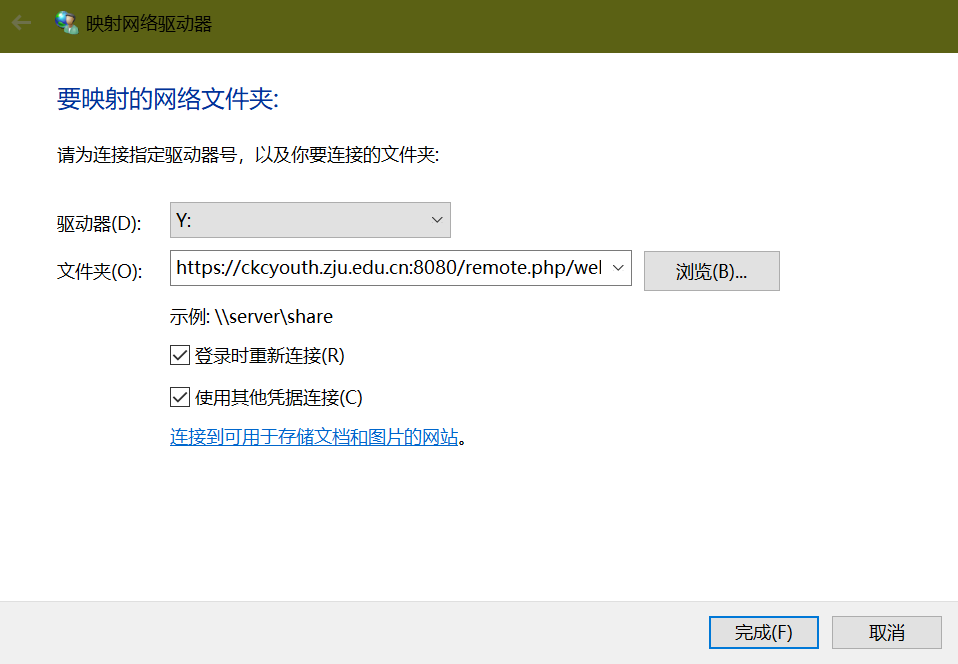 映射网络驱动器
要映射的网络文件夹:
请为连接指定驱动器号，以及你要连接的文件夹:
驱动器(D): Y:
文件夹(O): https://ckcyouth.zju.edu.cn:8080/remote.php/wel 浏览(B)...
示例: \\server\share
登录时重新连接(R)
使用其他凭据连接(C)
连接到可用于存储文档和图片的网站。
完成(F) 取消